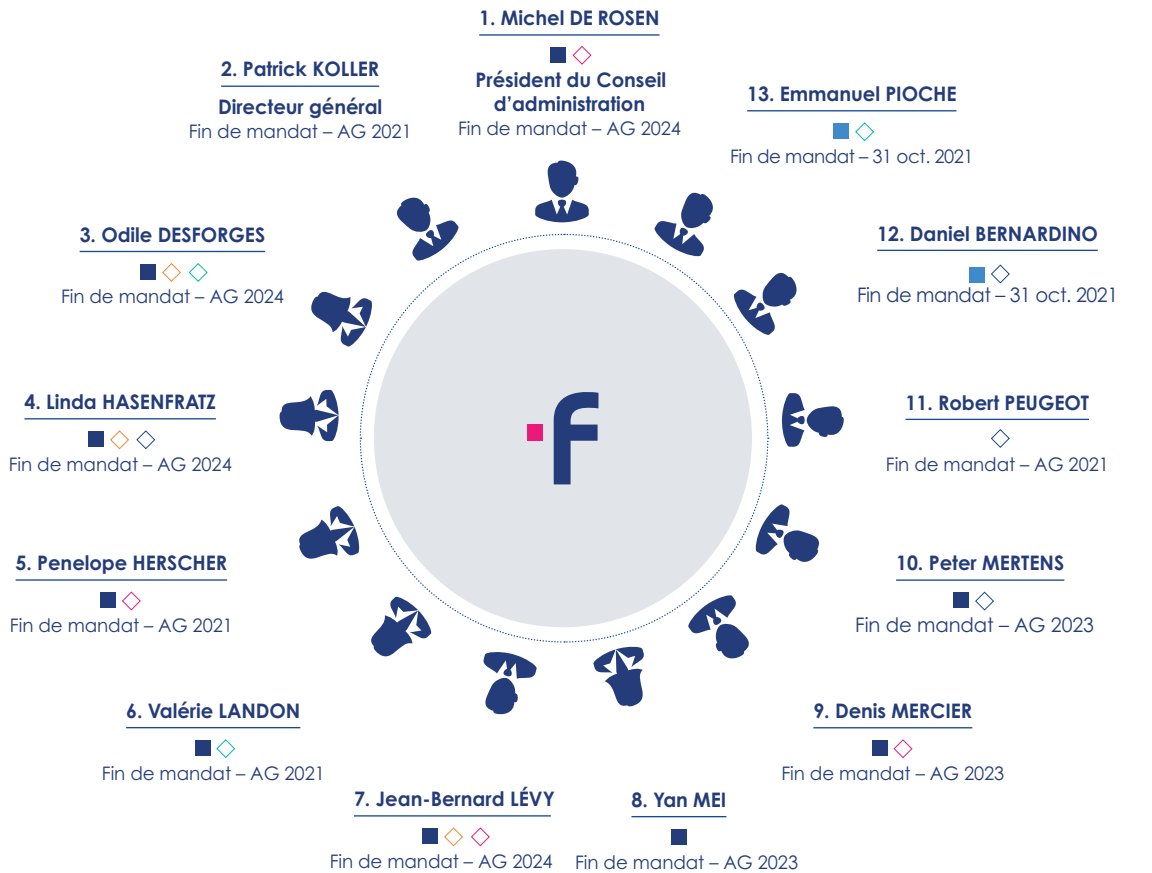 1. Michel DE ROSEN
Président du Conseil
d'administration
Fin de mandat – AG 2024
2. Patrick KOLLER
Directeur général
Fin de mandat – AG 2021
3. Odile DESFORGES
Fin de mandat – AG 2024
4. Linda HASENFRATZ
Fin de mandat – AG 2024
5. Penelope HERSCHER
Fin de mandat – AG 2021
6. Valérie LANDON
Fin de mandat – AG 2021
7. Jean-Bernard LÉVY
Fin de mandat – AG 2024
8. Yan MEI
Fin de mandat – AG 2023
9. Denis MERCIER
Fin de mandat – AG 2023
10. Peter MERTENS
Fin de mandat – AG 2023
11. Robert PEUGEOT
Fin de mandat – AG 2021
12. Daniel BERNARDINO
Fin de mandat – 31 oct. 2021
13. Emmanuel PIOCHE
Fin de mandat – 31 oct. 2021
f